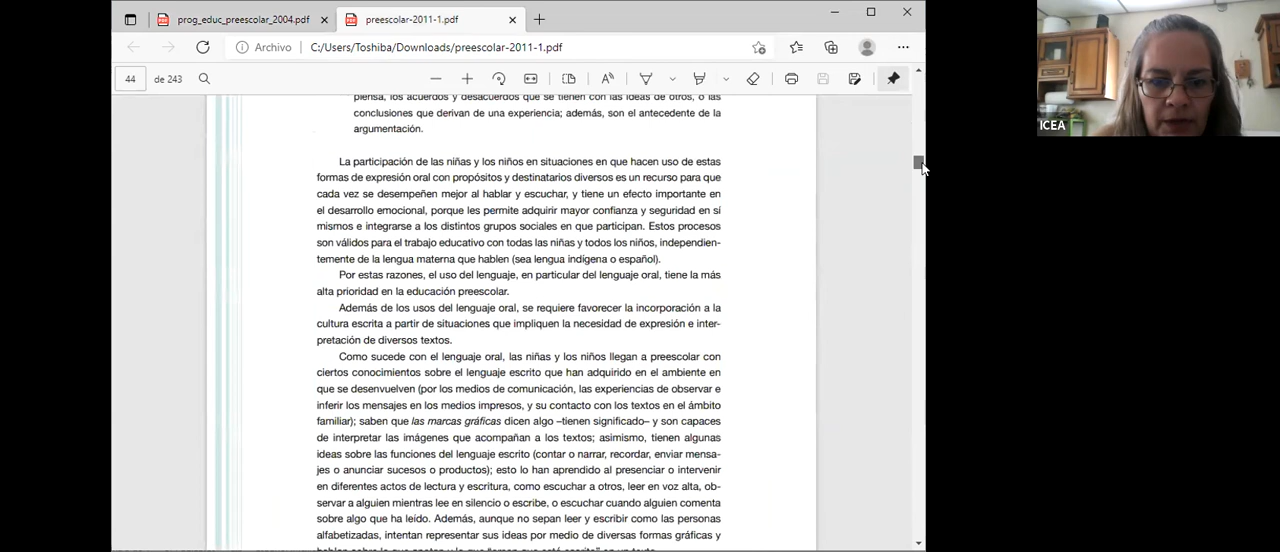 prog_educ_preescolar_2004.pdf
preescolar-2011-1.pdf
Archivo
C:/Users/Toshiba/Downloads/preescolar-2011-1.pdf
44 de 243
piensa, los acuerdos y desacuerdos que se tienen con las ideas de otros, o las
conclusiones que derivan de una experiencia; además, son el antecedente de la
argumentación.
La participación de las niñas y los niños en situaciones en que hacen uso de estas
formas de expresión oral con propósitos y destinatarios diversos es un recurso para que
cada vez se desempeñen mejor al hablar y escuchar, y tiene un efecto importante en
el desarrollo emocional, porque les permite adquirir mayor confianza y seguridad en sí
mismos e integrarse a los distintos grupos sociales en que participan. Estos procesos
son válidos para el trabajo educativo con todas las niñas y todos los niños, independien-
temente de la lengua materna que hablen (sea lengua indígena o español).
Por estas razones, el uso del lenguaje, en particular del lenguaje oral, tiene la más
alta prioridad en la educación preescolar.
Además de los usos del lenguaje oral, se requiere favorecer la incorporación a la
cultura escrita a partir de situaciones que impliquen la necesidad de expresión e inter-
pretación de diversos textos.
Como sucede con el lenguaje oral, las niñas y los niños llegan a preescolar con
ciertos conocimientos sobre el lenguaje escrito que han adquirido en el ambiente en
que se desenvuelven (por los medios de comunicación, las experiencias de observar e
inferir los mensajes en los medios impresos, y su contacto con los textos en el ámbito
familiar); saben que las marcas gráficas dicen algo –tienen significado– y son capaces
de interpretar las imágenes que acompañan a los textos; asimismo, tienen algunas
ideas sobre las funciones del lenguaje escrito (contar o narrar, recordar, enviar mensa-
jes o anunciar sucesos o productos); esto lo han aprendido al presenciar o intervenir
en diferentes actos de lectura y escritura, como escuchar a otros, leer en voz alta, ob-
servar a alguien mientras lee en silencio o escribe, o escuchar cuando alguien comenta
sobre algo que ha leído. Además, aunque no sepan leer y escribir como las personas
alfabetizadas, intentan representar sus ideas por medio de diversas formas gráficas y
ICEA